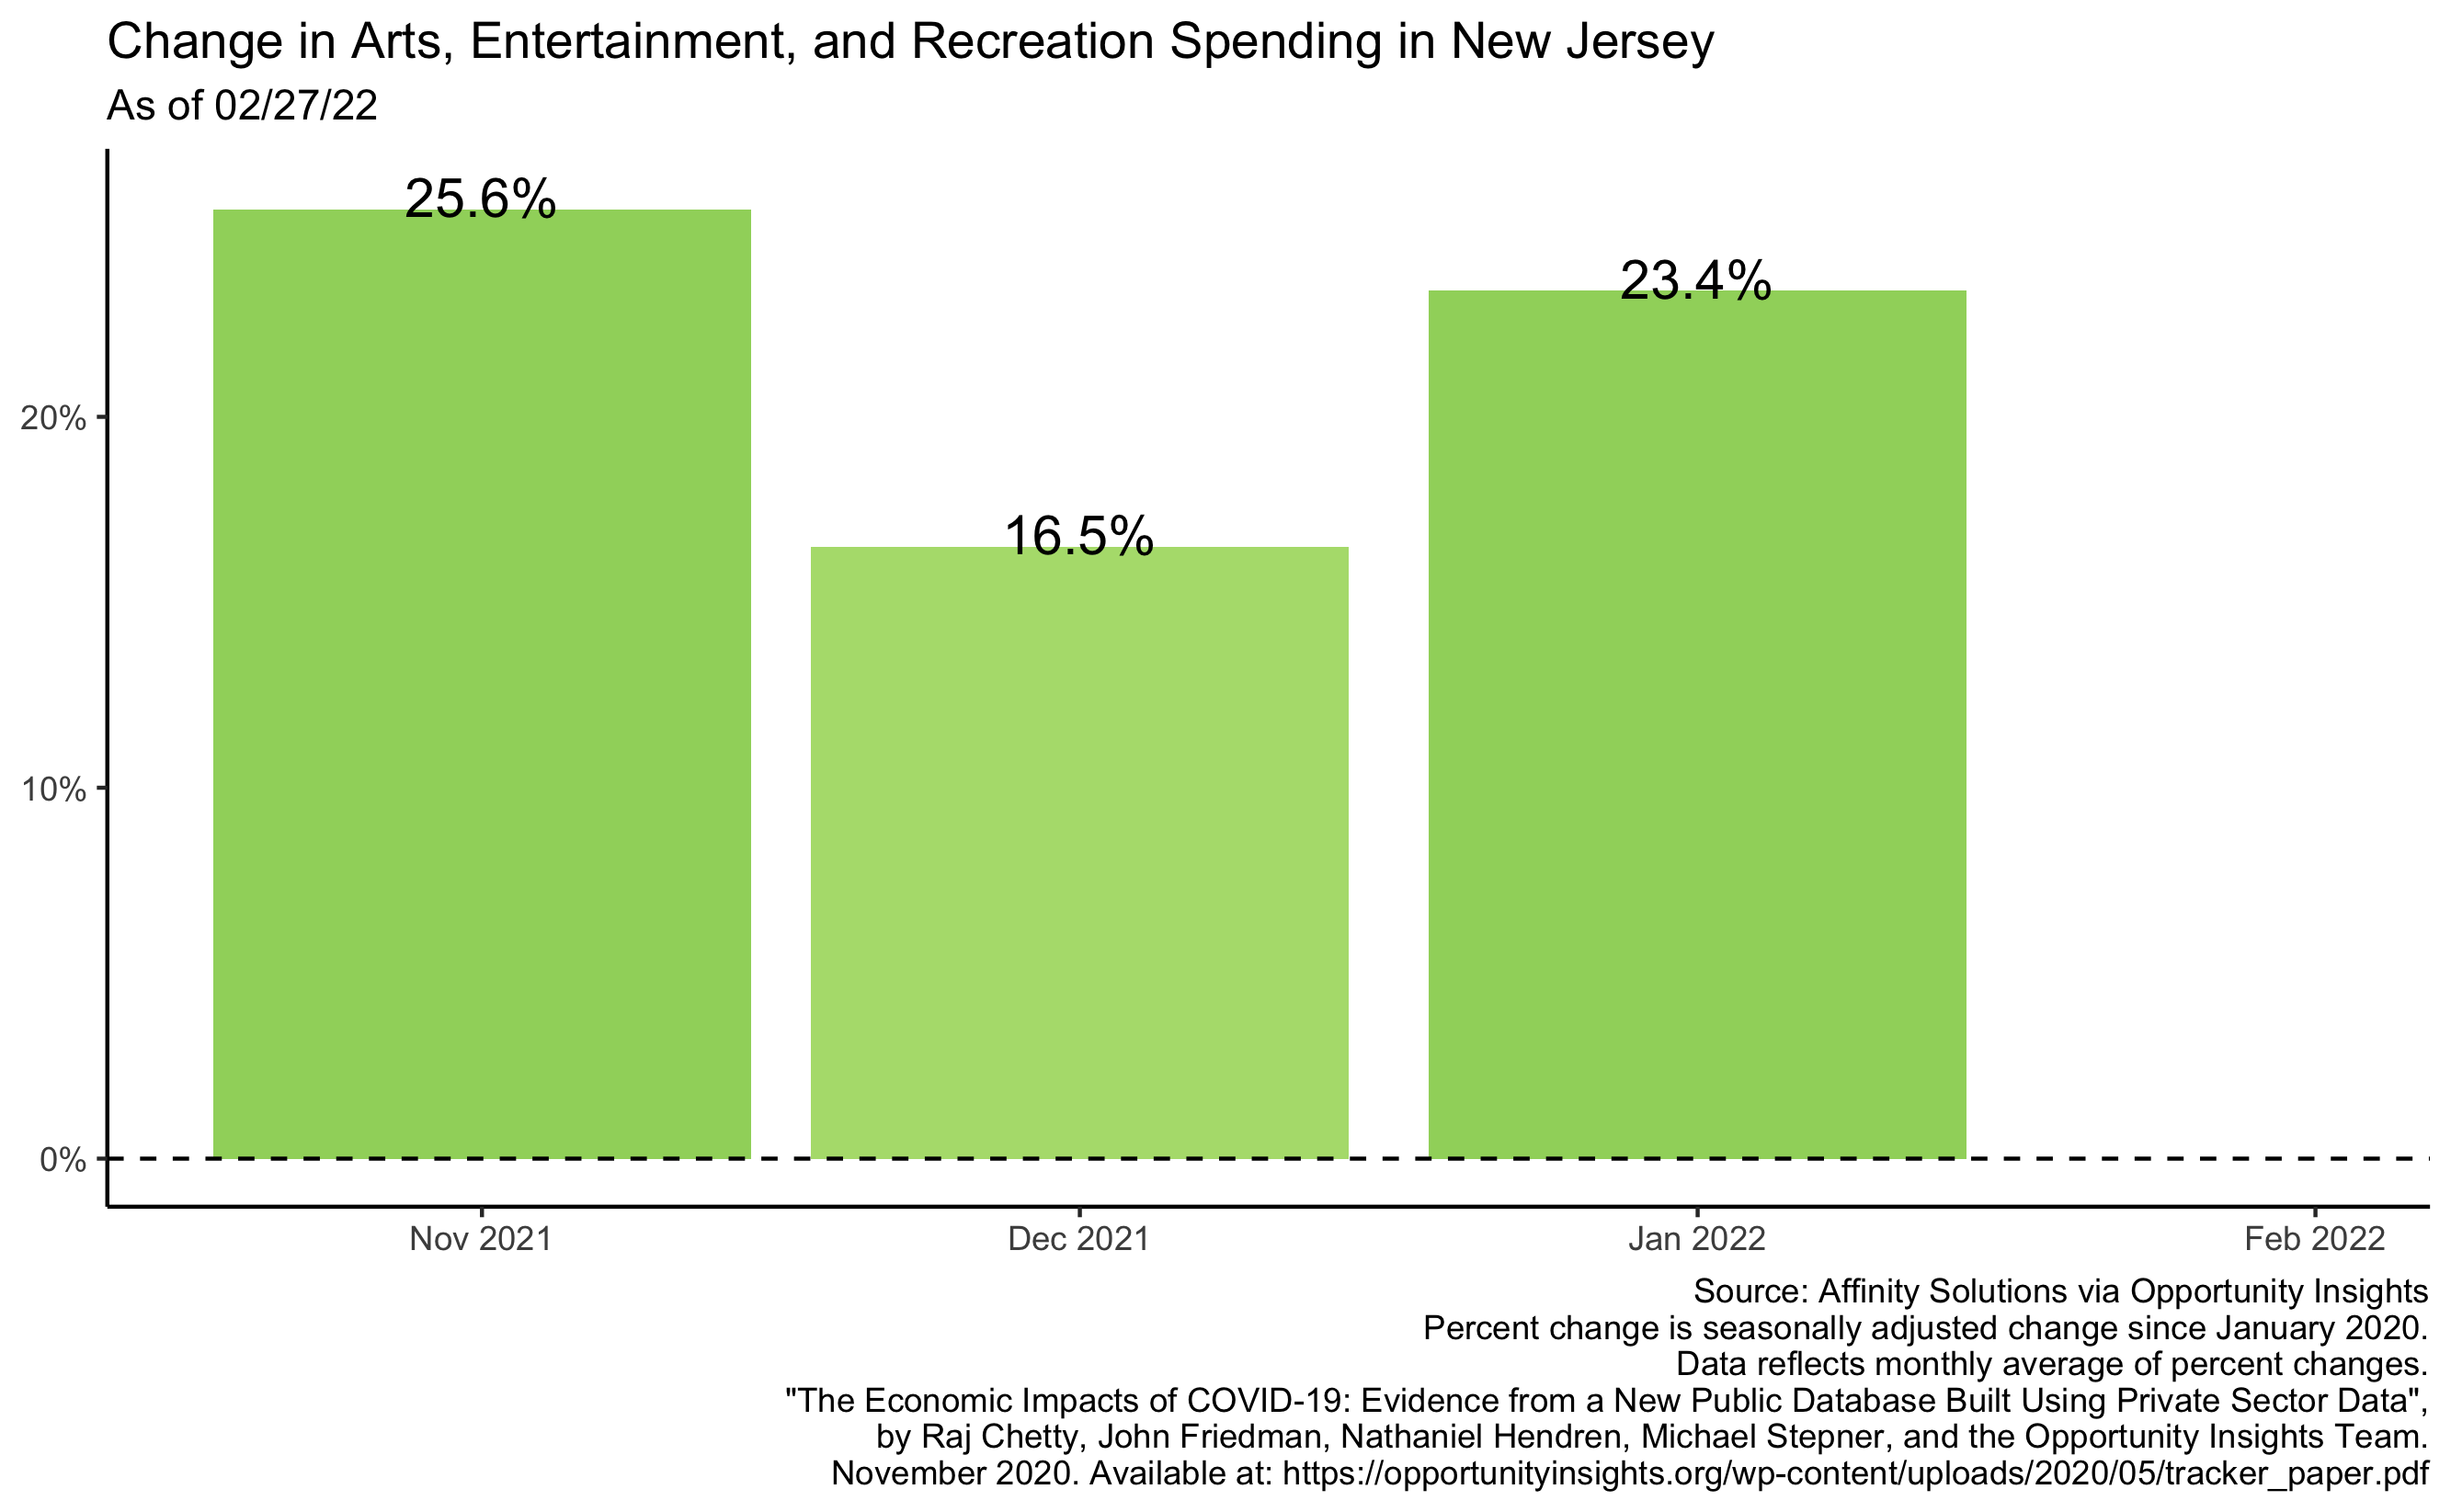 Change in Arts, Entertainment, and Recreation Spending in New Jersey
As of 02/27/22
25.6%
23.4%
16.5%
20%
10%
0%
Nov 2021
Dec 2021
Jan 2022
Feb 2022
Source: Affinity Solutions via Opportunity Insights
Percent change is seasonally adjusted change since January 2020.
Data reflects monthly average of percent changes.
"The Economic Impacts of COVID-19: Evidence from a New Public Database Built Using Private Sector Data",
by Raj Chetty, John Friedman, Nathaniel Hendren, Michael Stepner, and the Opportunity Insights Team.
November 2020. Available at: https://opportunityinsights.org/wp-content/uploads/2020/05/tracker_paper.pdf